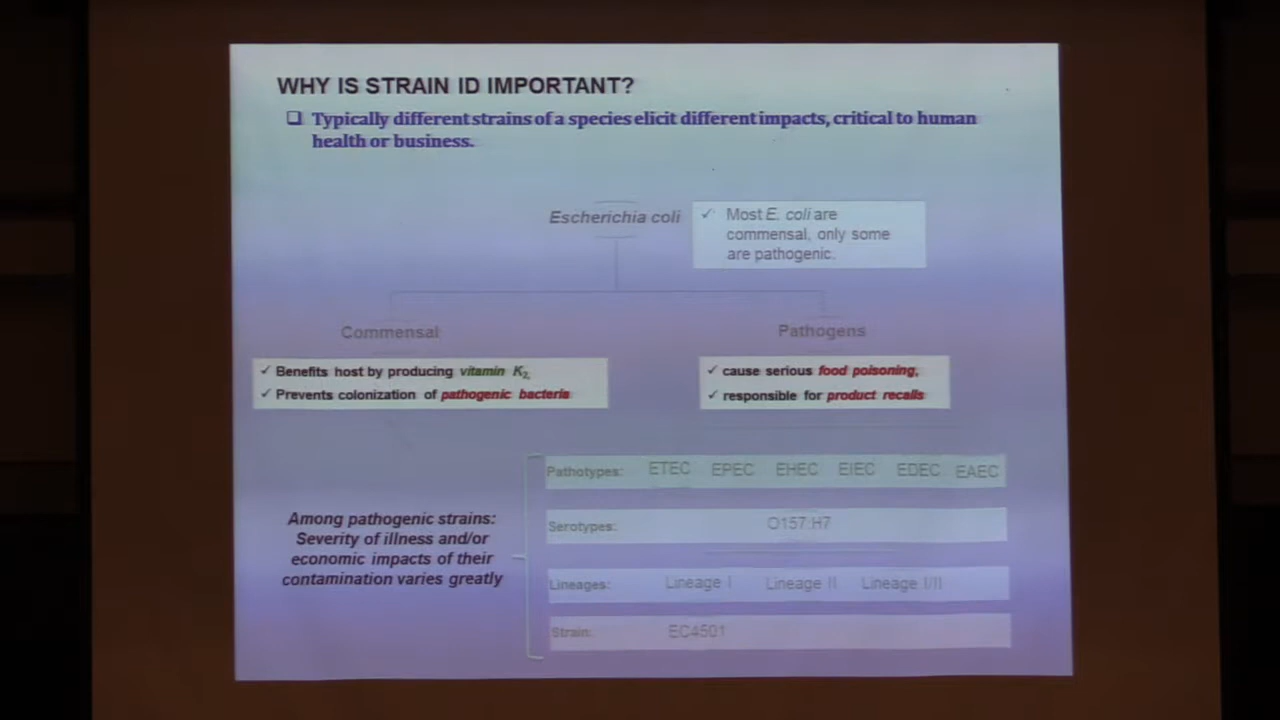 WHY IS STRAIN ID IMPORTANT?
❑ Typically different strains of a species elicit different impacts, critical to human
health or business.
Escherichia coli
✓ Most E. coli are
commensal, only some
are pathogenic.
Commensal
Pathogens
✓ Benefits host by producing vitamin K2,
✓ Prevents colonization of pathogenic bacteria
✓ cause serious food poisoning,
✓ responsible for product recalls
Among pathogenic strains:
Severity of illness and/or
economic impacts of their
contamination varies greatly
Pathotypes: ETEC EPEC EHEC EIEC EDEC EAEC
Serotypes: O157:H7
Lineages: Lineage I Lineage II Lineage I/II
Strain: EC4501